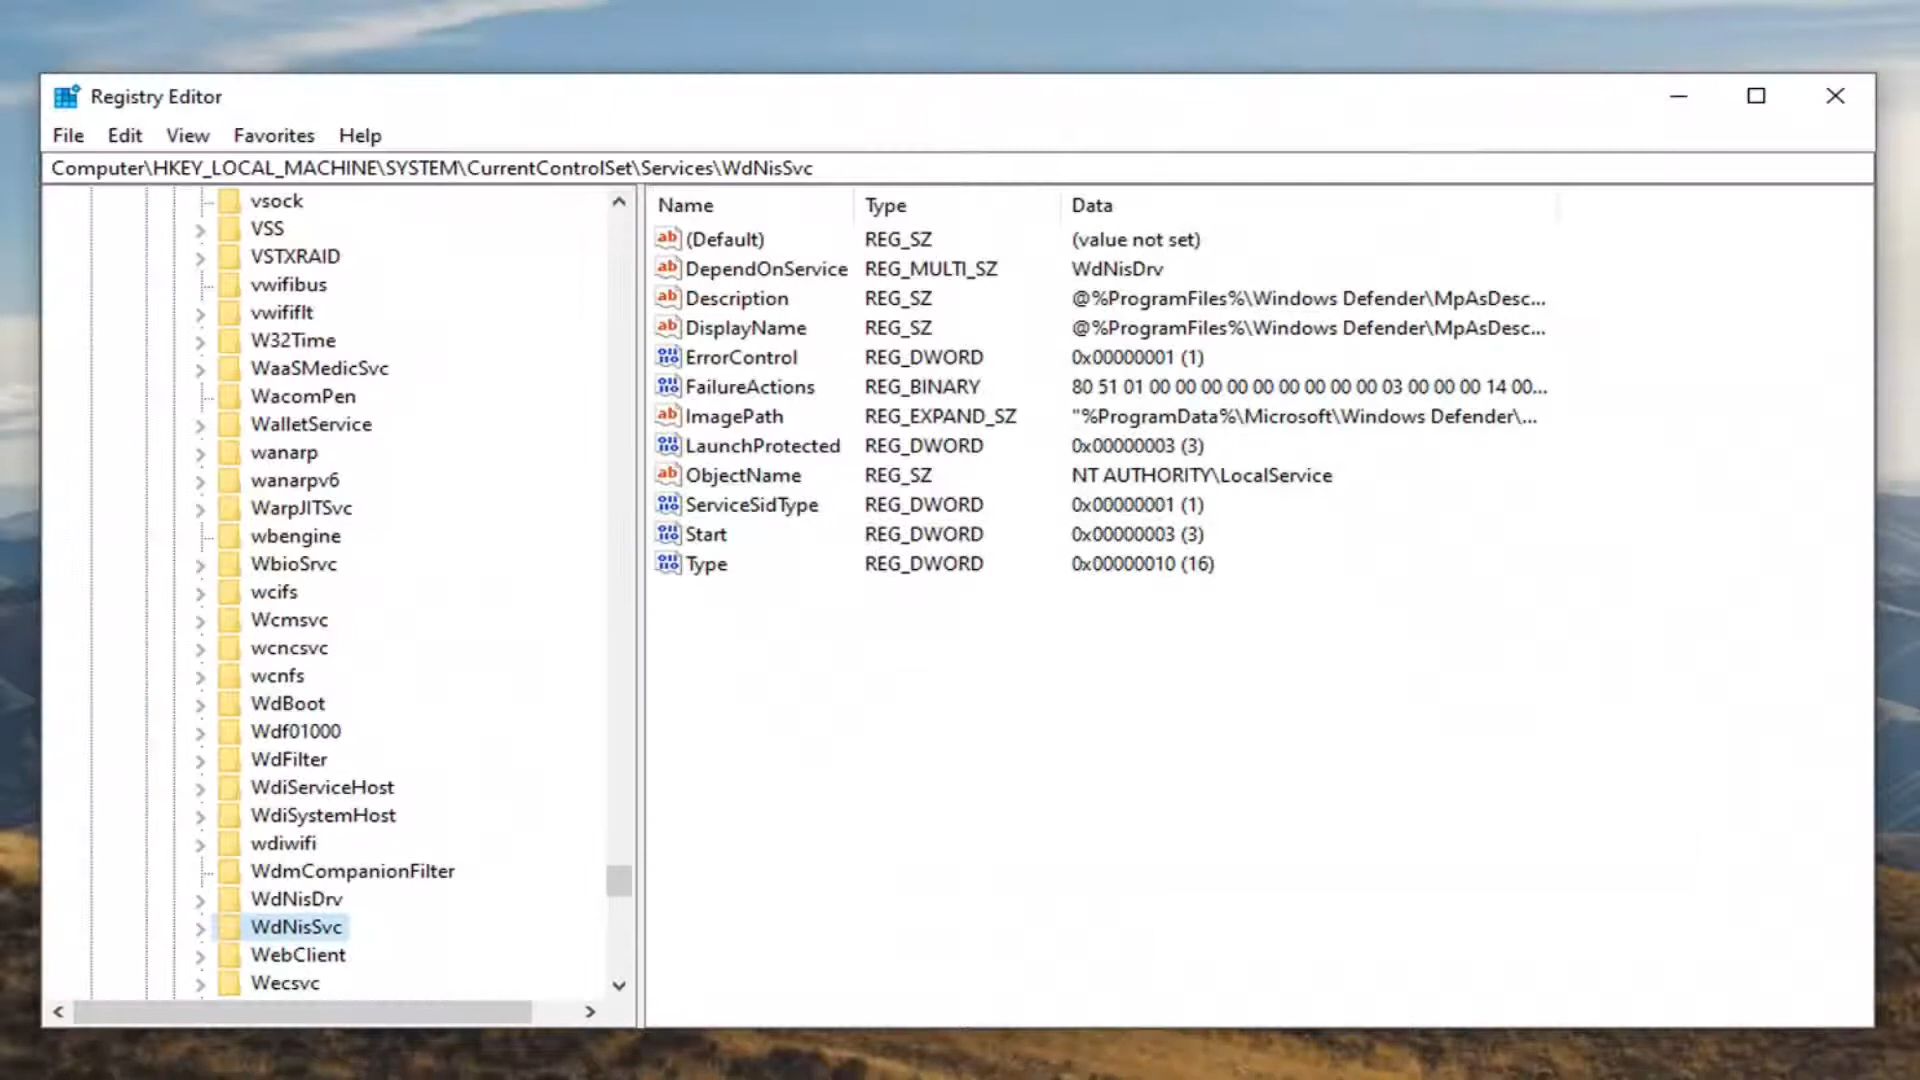 Registry Editor
File Edit View Favorites Help
Computer\HKEY_LOCAL_MACHINE\SYSTEM\CurrentControlSet\Services\WdNisSvc
vsock
VSS
VSTXRAID
vwifibus
vwififlt
W32Time
WaaSMedicSvc
WacomPen
WalletService
wanarp
wanarpv6
WarpJITSvc
wbengine
WbioSrvc
wcifs
Wcmsvc
wcncsvc
wcnfs
WdBoot
Wdf01000
WdFilter
WdiServiceHost
WdiSystemHost
wdiwifi
WdmCompanionFilter
WdNisDrv
WdNisSvc
WebClient
Wecsvc
Name Type Data
(Default) REG_SZ (value not set)
DependOnService REG_MULTI_SZ WdNisDrv
Description REG_SZ @%ProgramFiles%\Windows Defender\MpAsDesc...
DisplayName REG_SZ @%ProgramFiles%\Windows Defender\MpAsDesc...
ErrorControl REG_DWORD 0x00000001 (1)
FailureActions REG_BINARY 80 51 01 00 00 00 00 00 00 00 00 00 03 00 00 00 14 00...
ImagePath REG_EXPAND_SZ "%ProgramData%\Microsoft\Windows Defender\...
LaunchProtected REG_DWORD 0x00000003 (3)
ObjectName REG_SZ NT AUTHORITY\LocalService
ServiceSidType REG_DWORD 0x00000001 (1)
Start REG_DWORD 0x00000003 (3)
Type REG_DWORD 0x00000010 (16)